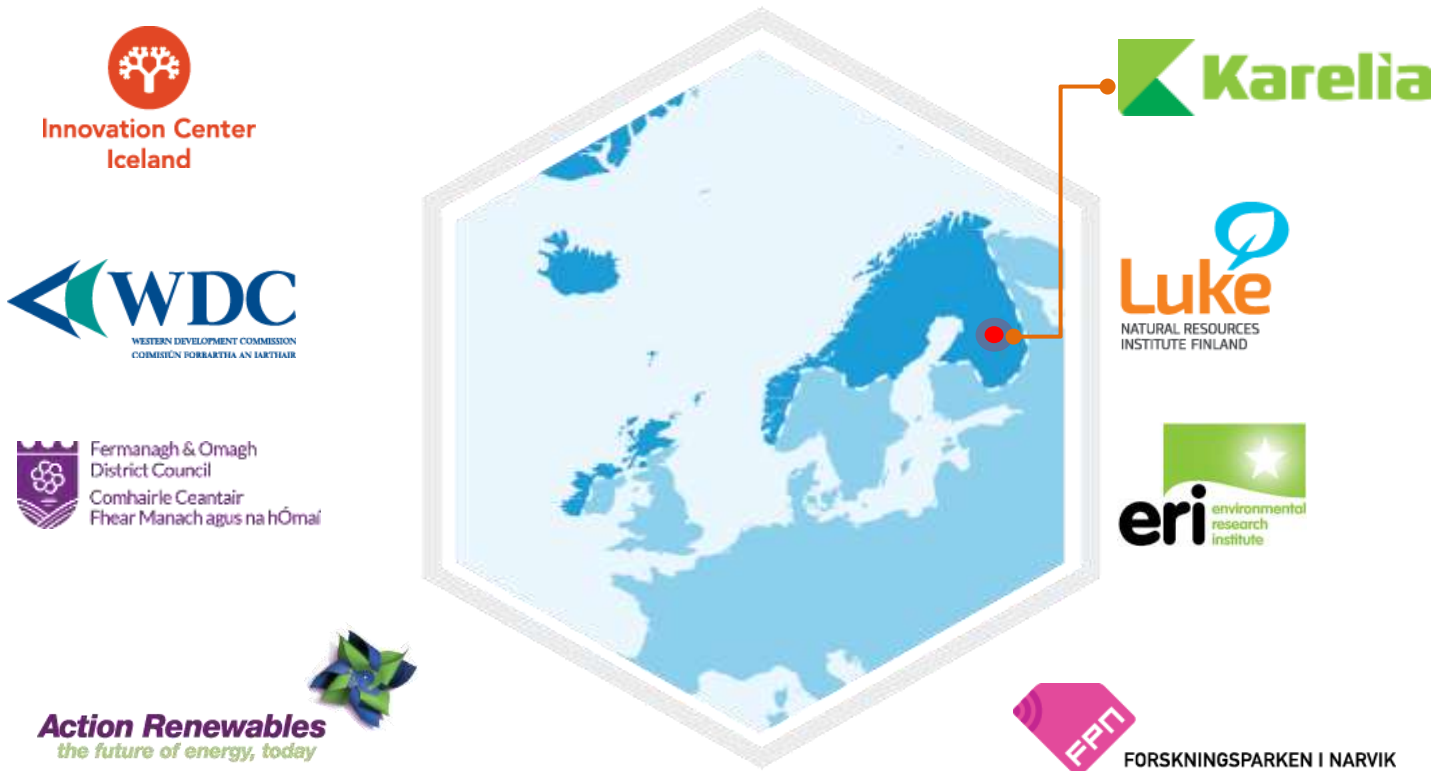 Innovation Center
Iceland
WDC
WESTERN DEVELOPMENT COMMISSION
COIMISIÚN FORBARTHA AN IARTHAIR
Fermanagh & Omagh
District Council
Comhairle Ceantair
Fhear Manach agus na hÓmaí
Action Renewables
the future of energy, today
Karelia
Luke
NATURAL RESOURCES
INSTITUTE FINLAND
eri
environmental
research
institute
FPN
FORSKNINGSPARKEN I NARVIK